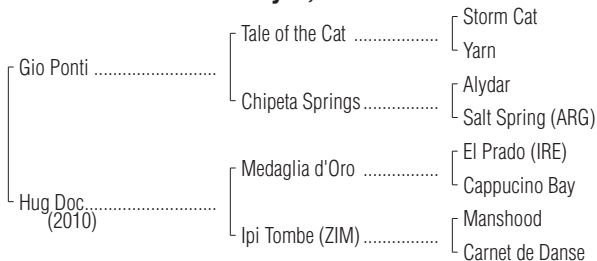 Storm Cat
Tale of the Cat ..................
Yarn
Gio Ponti ..........................
Alydar
Chipeta Springs................
Salt Spring (ARG)
El Prado (IRE)
Medaglia d'Oro ................
Cappucino Bay
Hug Doc............................
(2010)
Manshood
Ipi Tombe (ZIM)................
Carnet de Danse